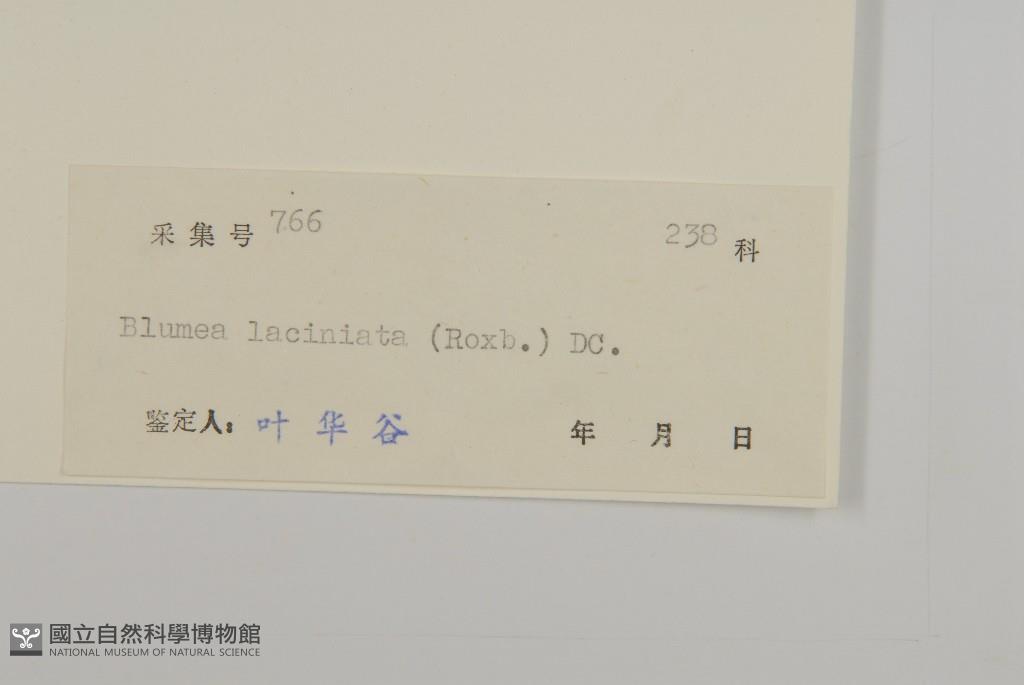 采集号 766 238 科
Blumea laciniata (Roxb.) DC.
鉴定人: 叶华谷 年 月 日
國立自然科學博物館
NATIONAL MUSEUM OF NATURAL SCIENCE